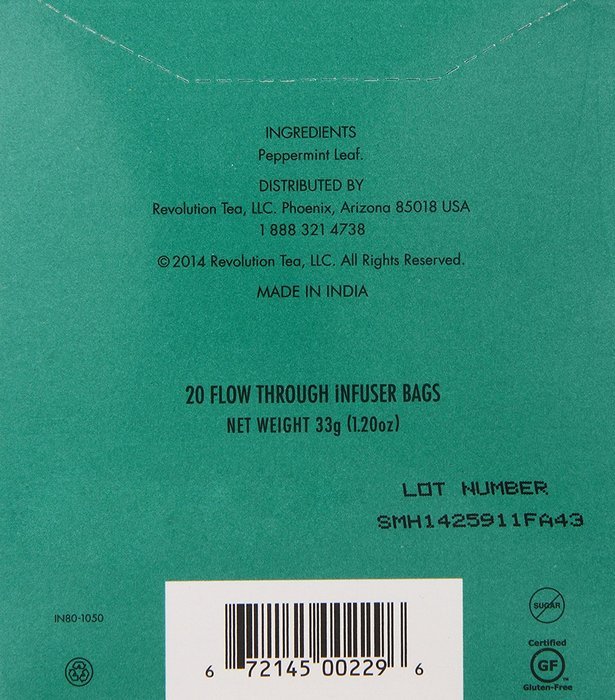 INGREDIENTS
Peppermint Leaf.
DISTRIBUTED BY
Revolution Tea, LLC. Phoenix, Arizona 85018 USA
1 888 321 4738
©2014 Revolution Tea, LLC. All Rights Reserved.
MADE IN INDIA
20 FLOW THROUGH iNFUSER BAGS
NET WEIGHT 33g (1.20oz)
LOT NUMBER
SMH1425911FA43
IN80-1050
6 72145 00229 6
SUGAR
Certified
GF
TM
Gluten-Free